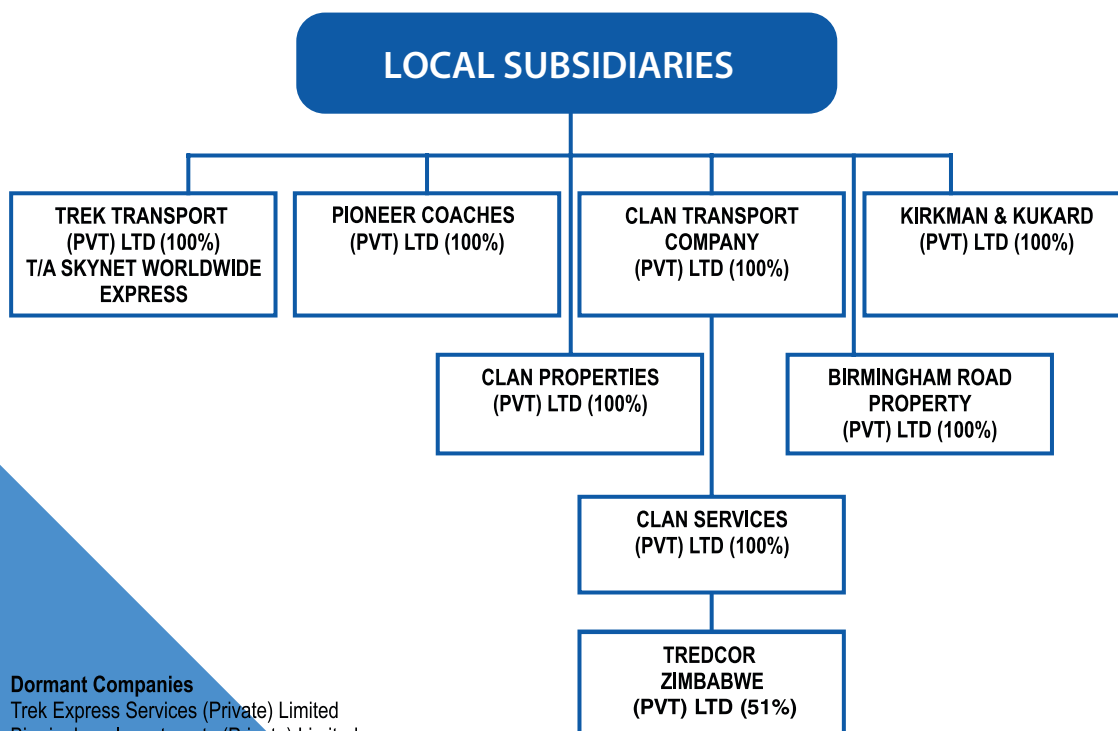 LOCAL SUBSIDIARIES
TREK TRANSPORT
(PVT) LTD (100%)
T/A SKYNET WORLDWIDE
EXPRESS
PIONEER COACHES
(PVT) LTD (100%)
CLAN TRANSPORT
COMPANY
(PVT) LTD (100%)
KIRKMAN & KUKARD
(PVT) LTD (100%)
CLAN PROPERTIES
(PVT) LTD (100%)
BIRMINGHAM ROAD
PROPERTY
(PVT) LTD (100%)
CLAN SERVICES
(PVT) LTD (100%)
TREDCOR
ZIMBABWE
(PVT) LTD (51%)
Dormant Companies
Trek Express Services (Private) Limited